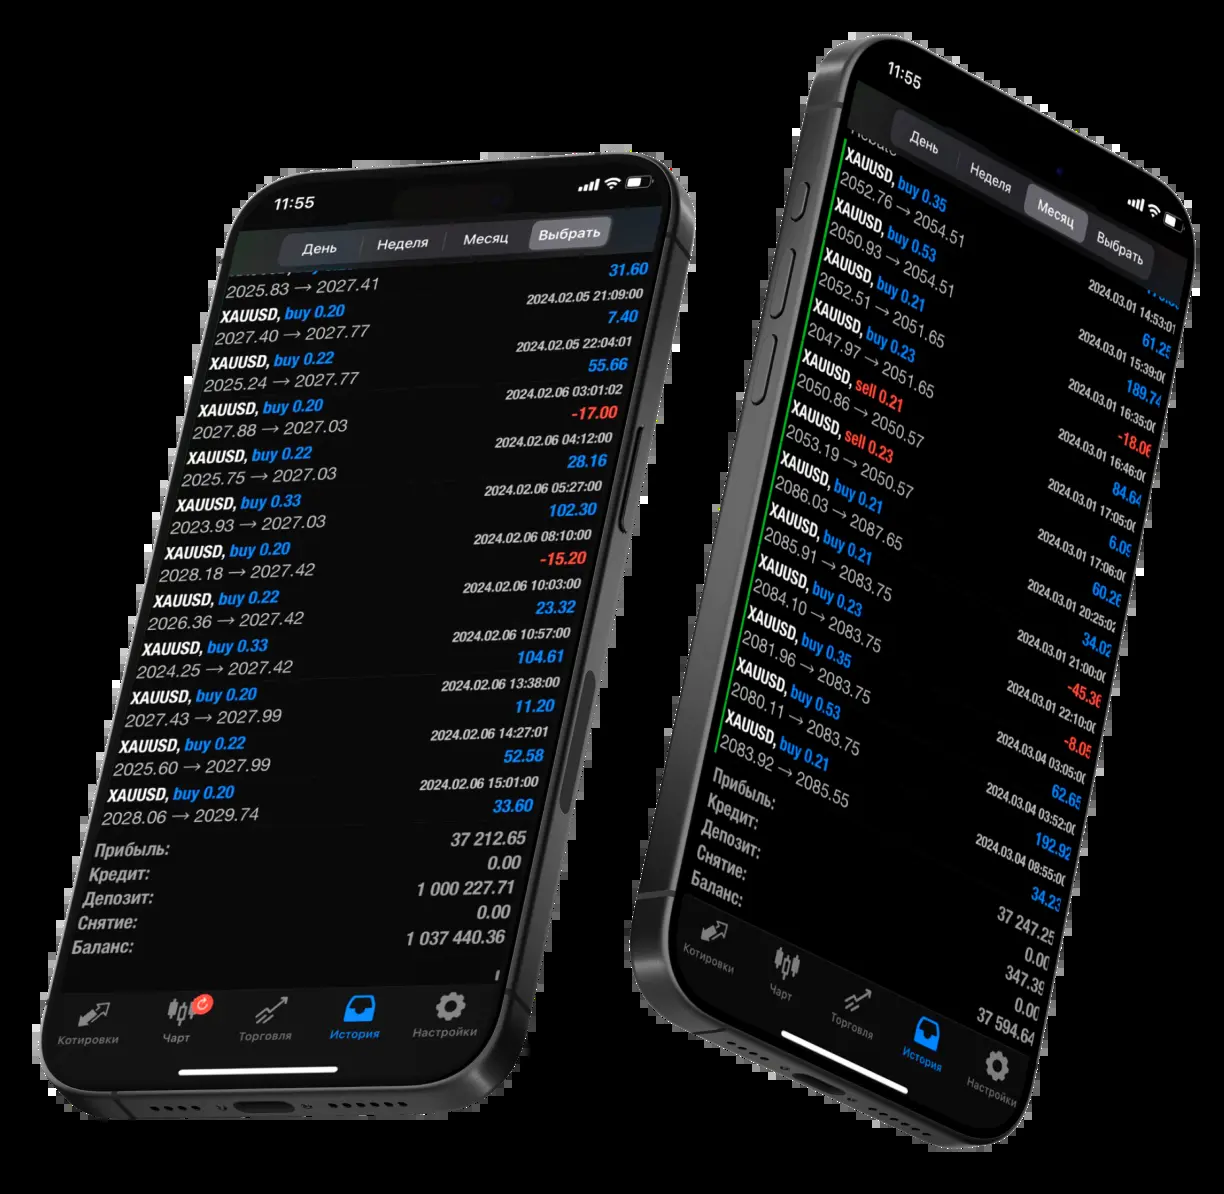 11:55
День Неделя Месяц Выбрать
31.60
2025.83 → 2027.41
2024.02.05 21:09:00
XAUUSD, buy 0.20
7.40
2027.40 → 2027.77
2024.02.05 22:04:01
XAUUSD, buy 0.22
55.66
2025.24 → 2027.77
2024.02.06 03:01:02
XAUUSD, buy 0.20
-17.00
2027.88 → 2027.03
2024.02.06 04:12:00
XAUUSD, buy 0.22
28.16
2025.75 → 2027.03
2024.02.06 05:27:00
XAUUSD, buy 0.33
102.30
2023.93 → 2027.03
2024.02.06 08:10:00
XAUUSD, buy 0.20
-15.20
2028.18 → 2027.42
2024.02.06 10:03:00
XAUUSD, buy 0.22
23.32
2026.36 → 2027.42
2024.02.06 10:57:00
XAUUSD, buy 0.33
104.61
2024.25 → 2027.42
2024.02.06 13:38:00
XAUUSD, buy 0.20
11.20
2027.43 → 2027.99
2024.02.06 14:27:01
XAUUSD, buy 0.22
52.58
2025.60 → 2027.99
2024.02.06 15:01:00
XAUUSD, buy 0.20
33.60
2028.06 → 2029.74
Прибыль: 37 212.65
Кредит: 0.00
Депозит: 1 000 227.71
Снятие: 0.00
Баланс: 1 037 440.36
Котировки Чарт Торговля История Настройки
11:55
День Неделя Месяц Выбрать
2024.03.01 14:53:01
XAUUSD, buy 0.35
61.25
2052.76 → 2054.51
2024.03.01 15:39:00
XAUUSD, buy 0.53
189.74
2050.93 → 2054.51
2024.03.01 16:35:00
XAUUSD, buy 0.21
-18.06
2052.51 → 2051.65
2024.03.01 16:46:00
XAUUSD, buy 0.23
84.64
2047.97 → 2051.65
2024.03.01 17:05:00
XAUUSD, sell 0.21
6.09
2050.86 → 2050.57
2024.03.01 17:06:00
XAUUSD, sell 0.23
60.26
2053.19 → 2050.57
2024.03.01 20:25:02
XAUUSD, buy 0.21
34.02
2086.03 → 2087.65
2024.03.01 21:00:00
XAUUSD, buy 0.21
-45.36
2085.91 → 2083.75
2024.03.01 22:10:00
XAUUSD, buy 0.23
-8.05
2084.10 → 2083.75
2024.03.04 03:05:00
XAUUSD, buy 0.35
62.65
2081.96 → 2083.75
2024.03.04 03:52:00
XAUUSD, buy 0.53
192.92
2080.11 → 2083.75
2024.03.04 08:55:00
XAUUSD, buy 0.21
34.23
2083.92 → 2085.55
Прибыль: 37 247.25
Кредит: 0.00
Депозит: 347.39
Снятие: 0.00
Баланс: 37 594.64
Котировки Чарт Торговля История Настройки